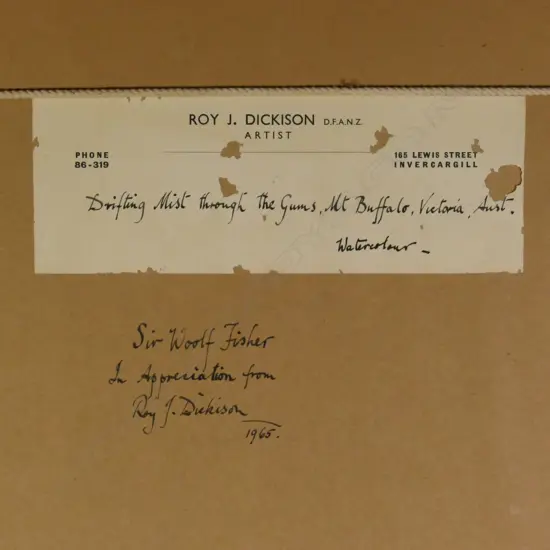 ROY J. DICKISON D.F.A.N.Z.
ARTIST
PHONE
86-319
165 LEWIS STREET
INVERCARGILL
Drifting Mist through the Gums, Mt Buffalo, Victoria, Aust.
Watercolour _
Sir Woolf Fisher
In Appreciation from
Roy J. Dickison
1965.